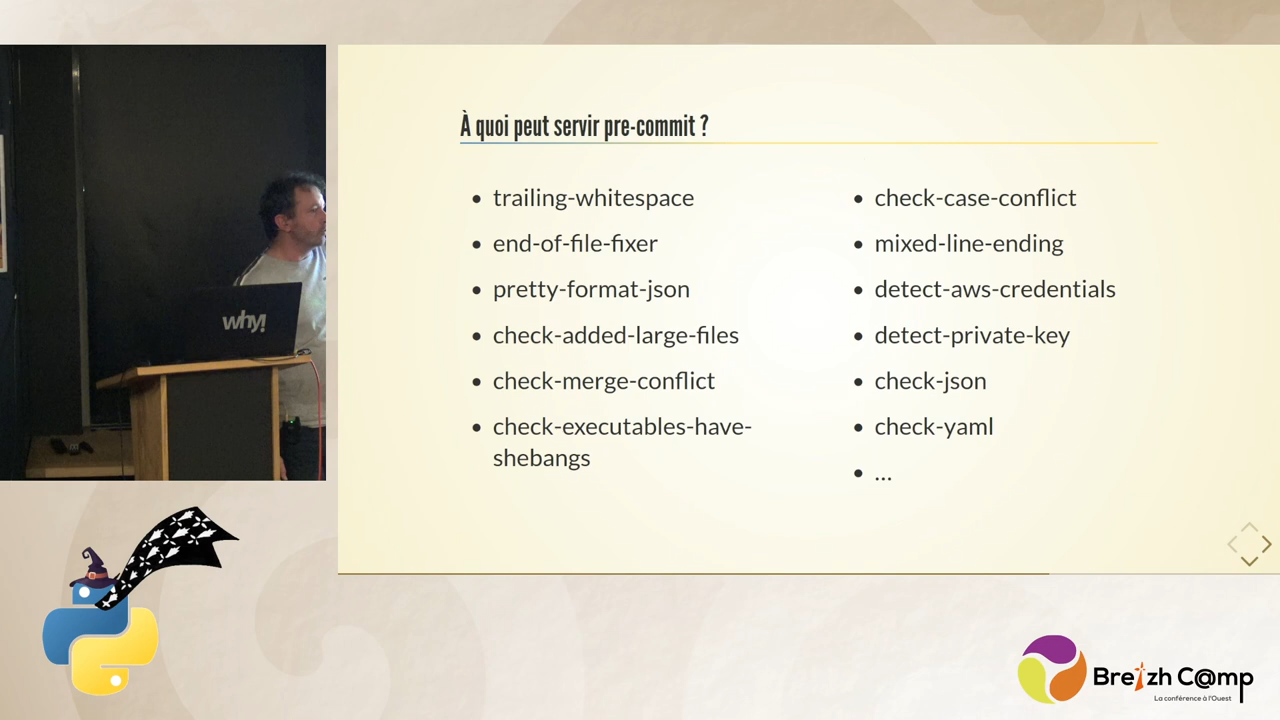 À quoi peut servir pre-commit ?
trailing-whitespace
end-of-file-fixer
pretty-format-json
check-added-large-files
check-merge-conflict
check-executables-have-
shebangs
check-case-conflict
mixed-line-ending
detect-aws-credentials
detect-private-key
check-json
check-yaml
...
why!
Breizh C@mp
La conférence à l'Ouest